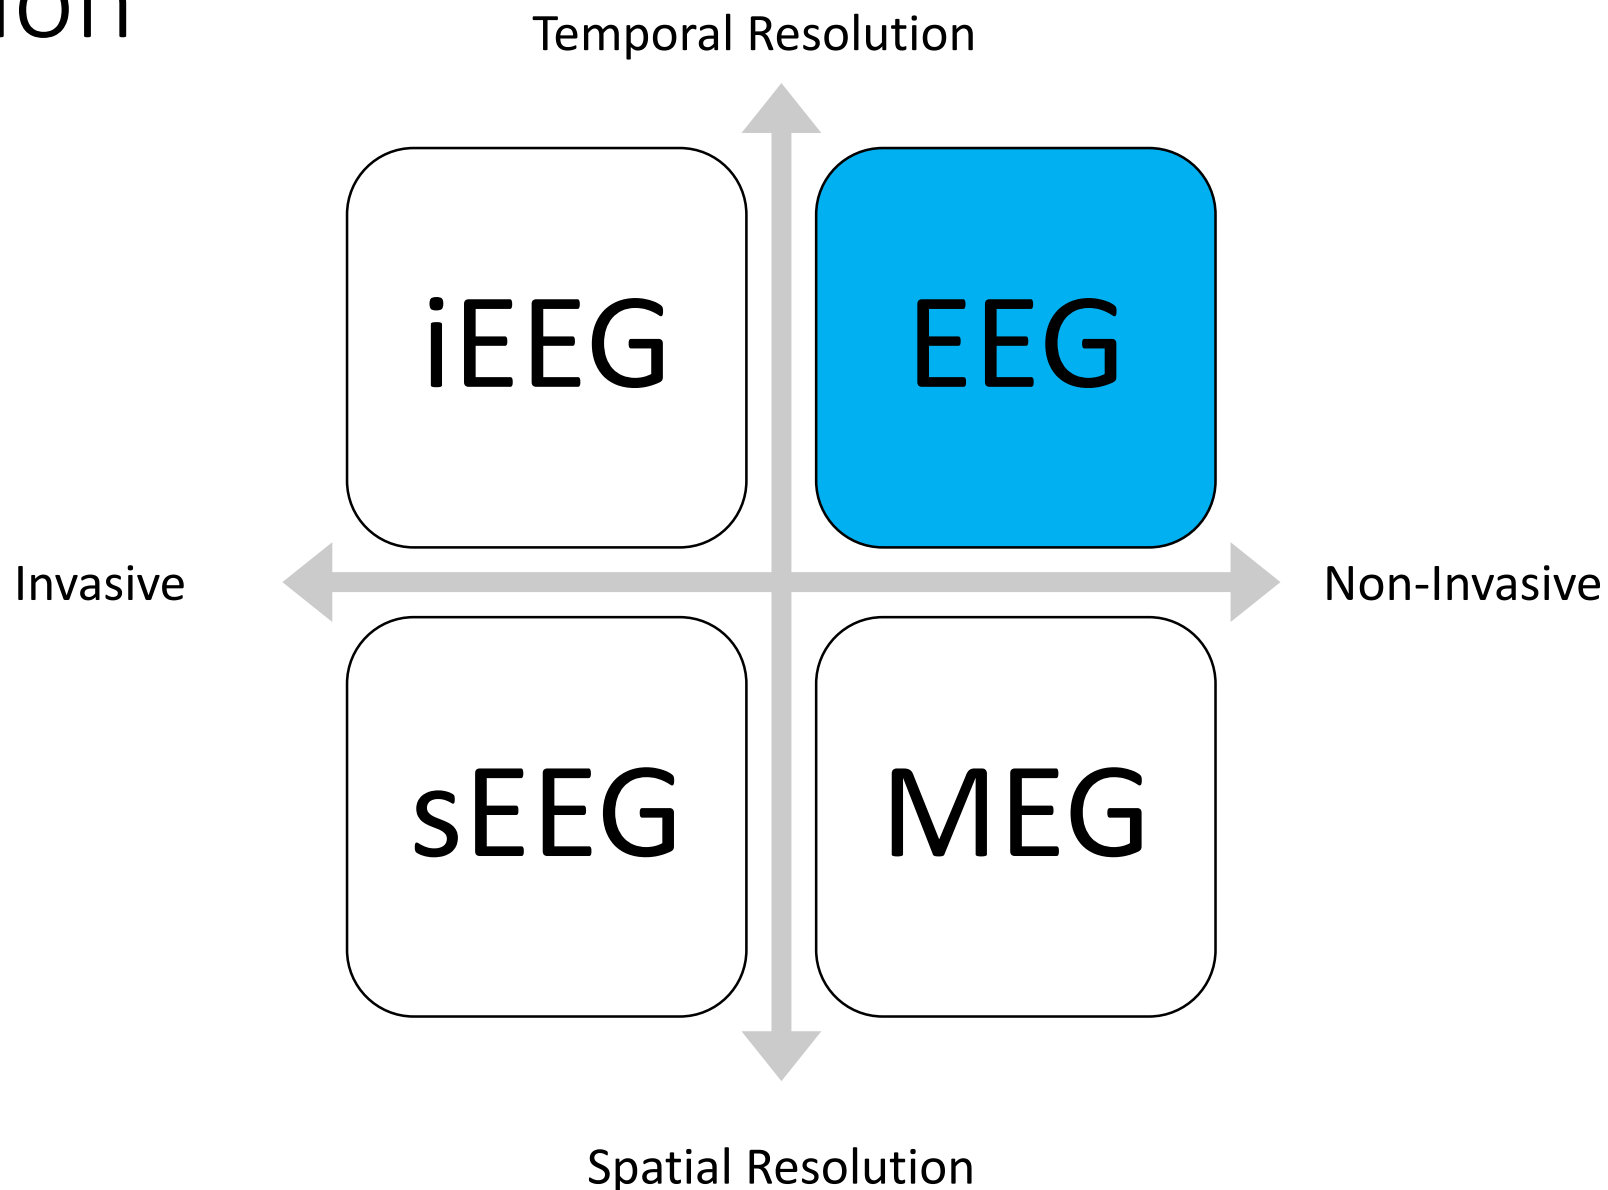 Temporal Resolution
iEEG
EEG
Invasive
Non-Invasive
sEEG
MEG
Spatial Resolution